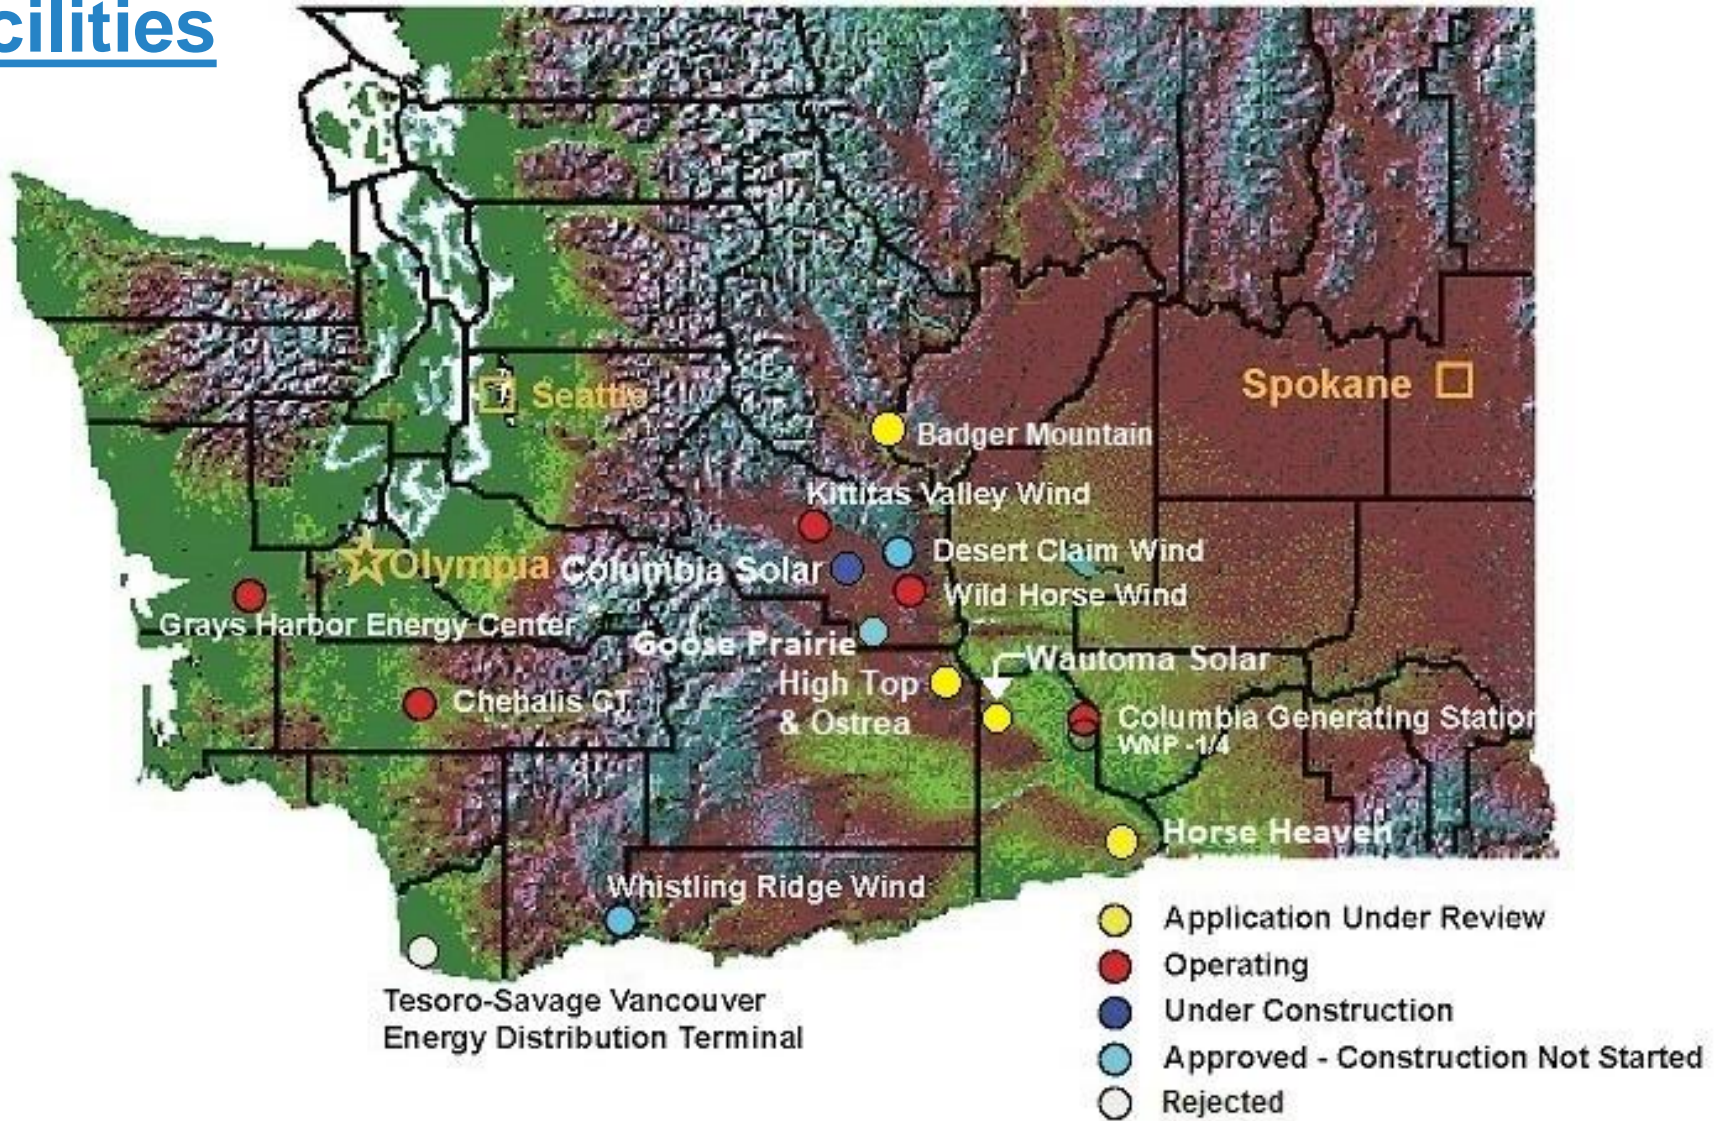 cilities
Seattle
Spokane
Badger Mountain
Kittitas Valley Wind
Desert Claim Wind
Olympia
Columbia Solar
Wild Horse Wind
Grays Harbor Energy Center
Goose Prairie
Wautoma Solar
High Top
& Ostrea
Chehalis CT
Columbia Generating Station
WNP -1/4
Horse Heaven
Whistling Ridge Wind
Tesoro-Savage Vancouver
Energy Distribution Terminal
Application Under Review
Operating
Under Construction
Approved - Construction Not Started
Rejected